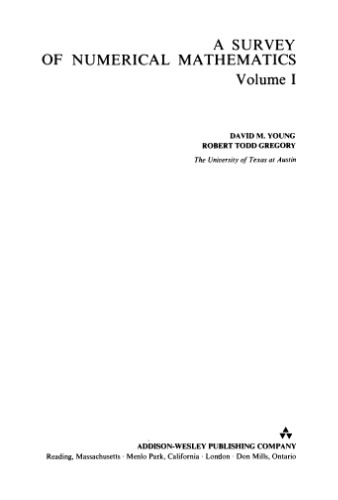 A SURVEY
OF NUMERICAL MATHEMATICS
Volume I
DAVID M. YOUNG
ROBERT TODD GREGORY
The University of Texas at Austin
ADDISON-WESLEY PUBLISHING COMPANY
Reading, Massachusetts · Menlo Park, California · London · Don Mills, Ontario